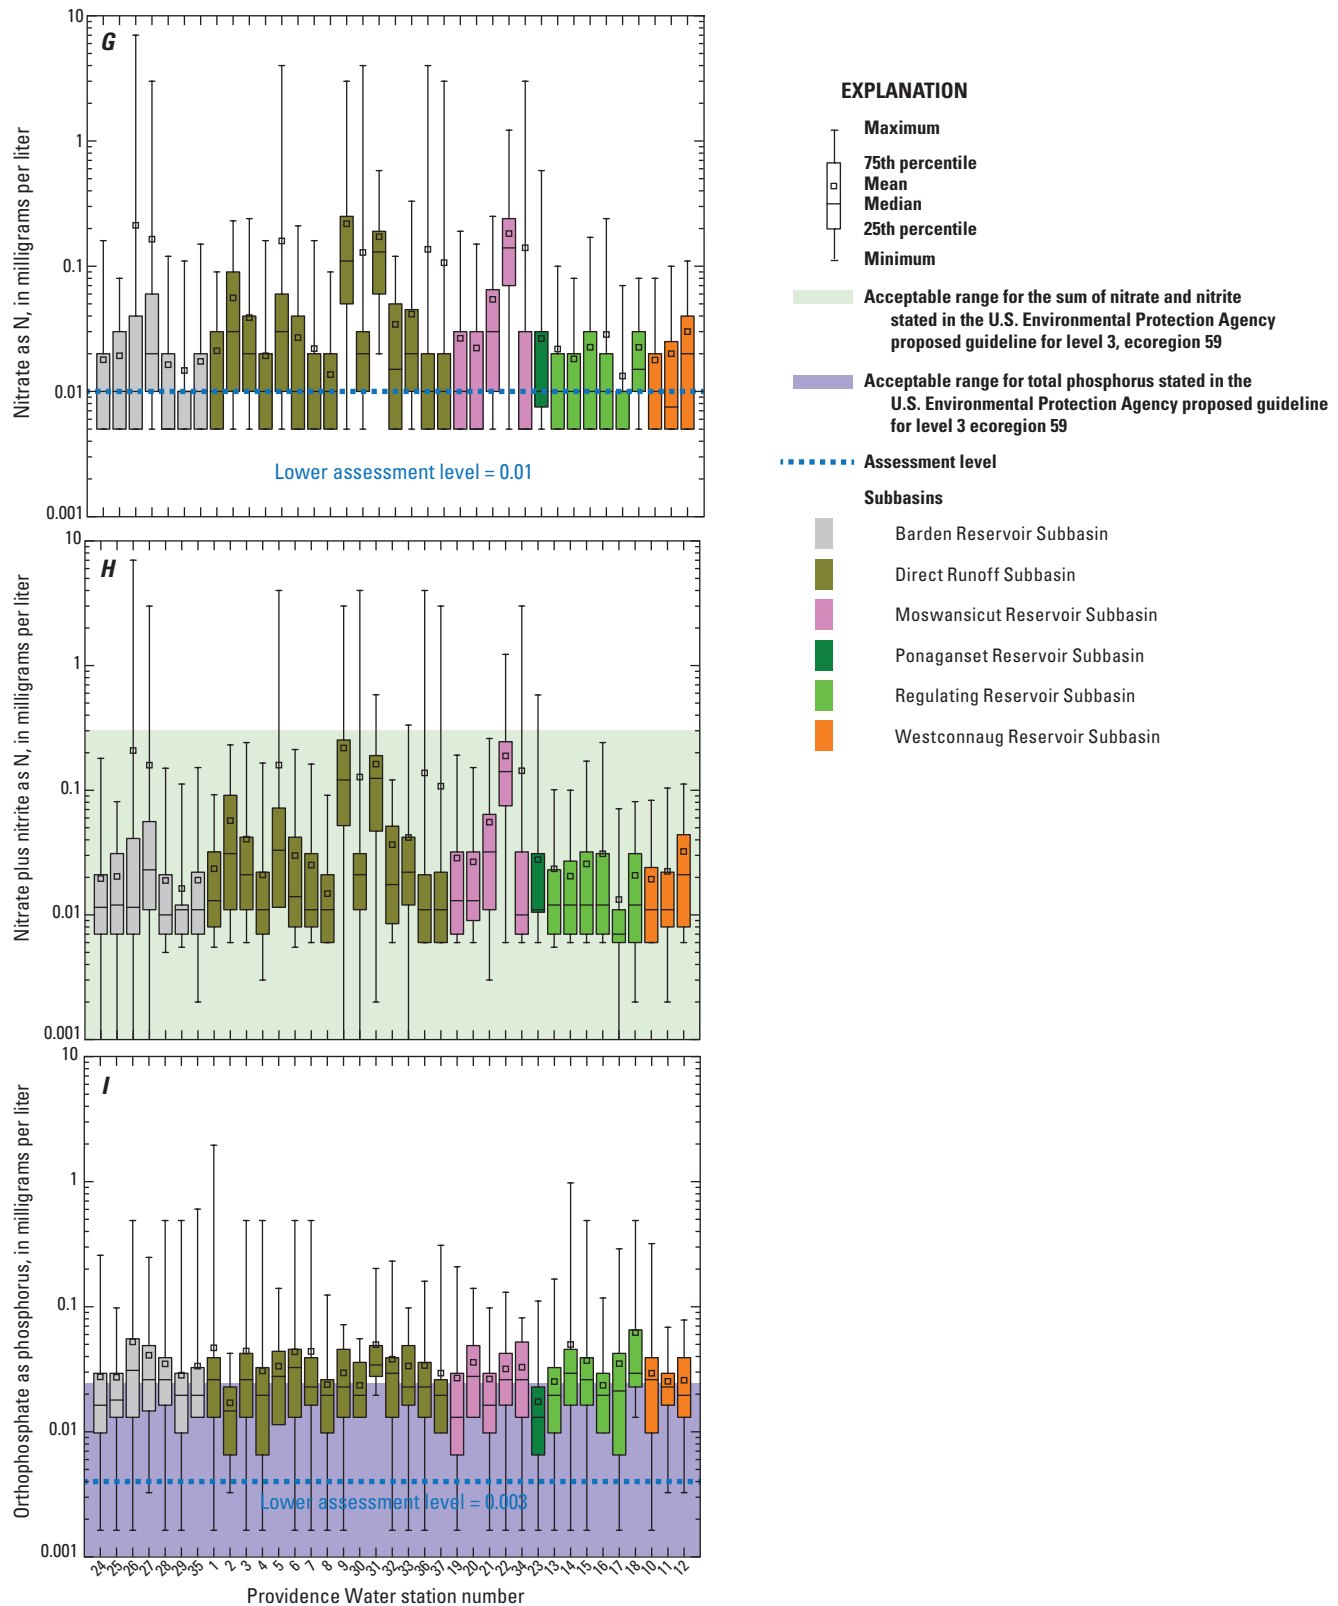 G
10
1
0.1
0.01
0.001
Nitrate as N, in milligrams per liter
Lower assessment level = 0.01
H
10
1
0.1
0.01
0.001
Nitrate plus nitrite as N, in milligrams per liter
I
10
1
0.1
0.01
0.001
Orthophosphate as phosphorus, in milligrams per liter
Lower assessment level = 0.003
24 25 26 27 28 29 35 1 2 3 4 5 6 7 8 9 30 31 32 33 36 37 19 20 21 22 34 23 13 14 15 16 17 18 10 11 12
Providence Water station number
EXPLANATION
Maximum
75th percentile
Mean
Median
25th percentile
Minimum
Acceptable range for the sum of nitrate and nitrite
stated in the U.S. Environmental Protection Agency
proposed guideline for level 3, ecoregion 59
Acceptable range for total phosphorus stated in the
U.S. Environmental Protection Agency proposed guideline
for level 3 ecoregion 59
Assessment level
Subbasins
Barden Reservoir Subbasin
Direct Runoff Subbasin
Moswansicut Reservoir Subbasin
Ponaganset Reservoir Subbasin
Regulating Reservoir Subbasin
Westconnaug Reservoir Subbasin